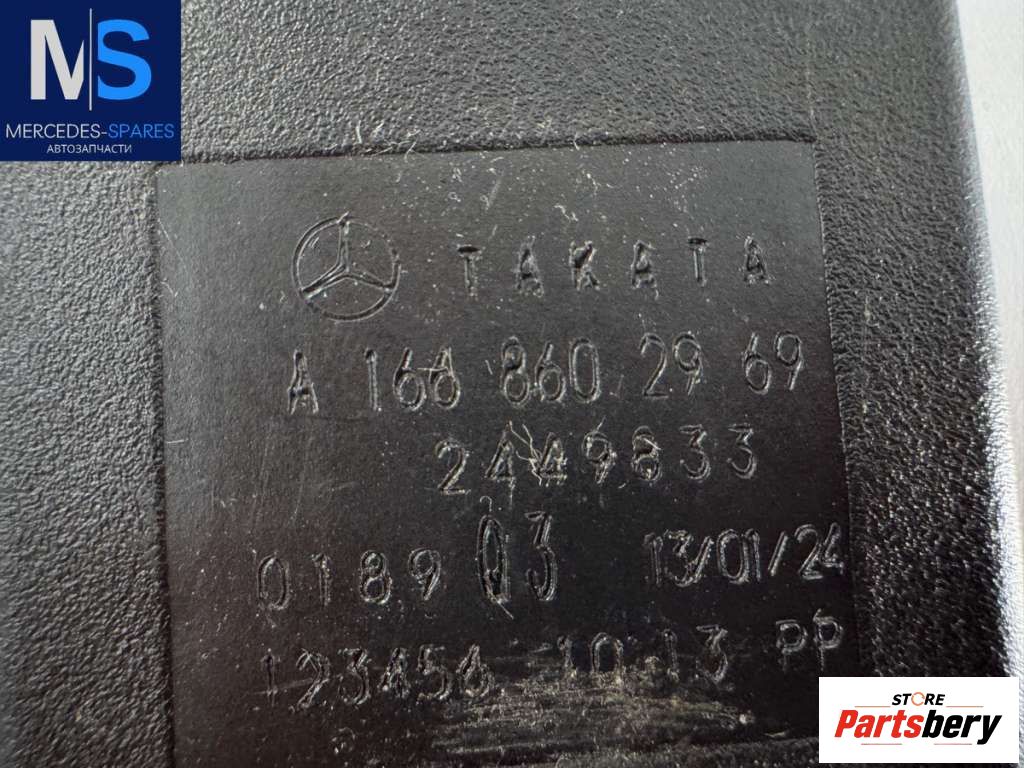 MS
MERCEDES-SPARES
АВТОЗАПЧАСТИ
TAKATA
A 166 860 29 69
2449833
0189 03 13/01/24
123456 10 13 PP
STORE
Partsbery